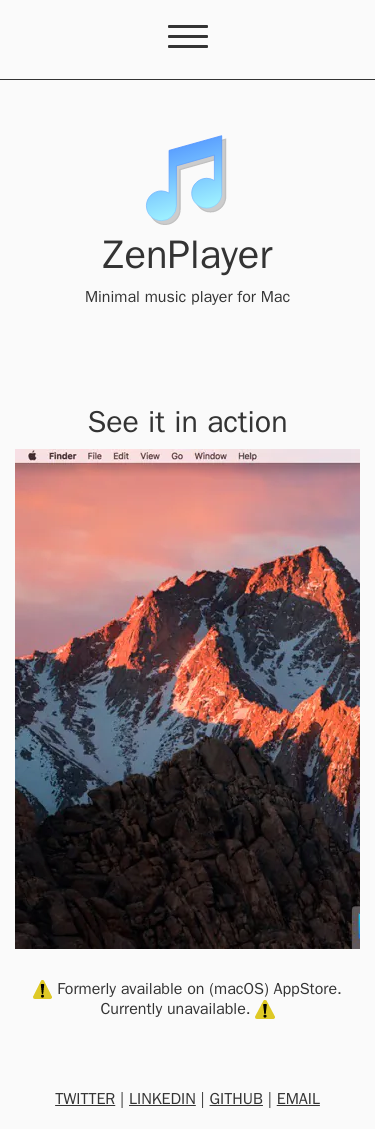 ZenPlayer
Minimal music player for Mac
See it in action
Finder File Edit View Go Window Help
Formerly available on (macOS) AppStore.
Currently unavailable.
TWITTER | LINKEDIN | GITHUB | EMAIL